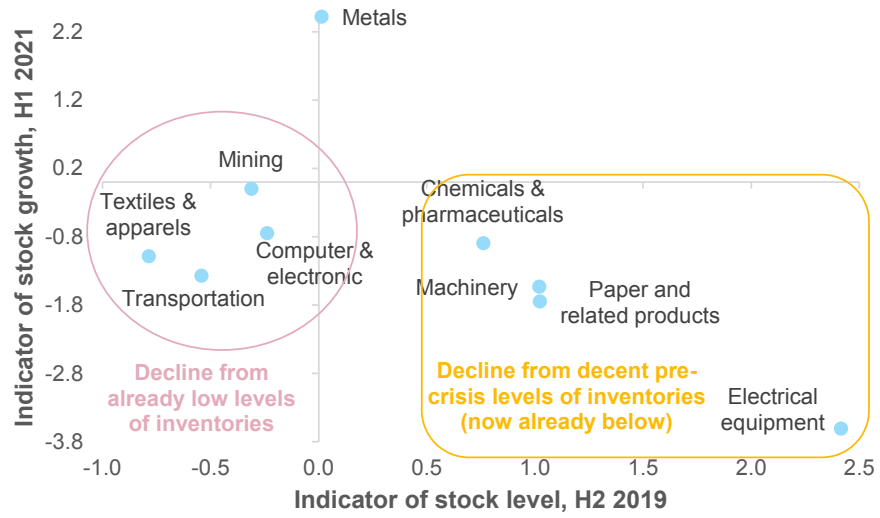 Indicator of stock growth, H1 2021
2.2
1.2
0.2
-0.8
-1.8
-2.8
-3.8
Metals
Mining
Textiles &
apparels
Computer &
electronic
Transportation
Chemicals &
pharmaceuticals
Machinery
Paper and
related products
Electrical
equipment
Decline from
already low levels
of inventories
Decline from decent pre-
crisis levels of inventories
(now already below)
-1.0
-0.5
0.0
0.5
1.0
1.5
2.0
2.5
Indicator of stock level, H2 2019